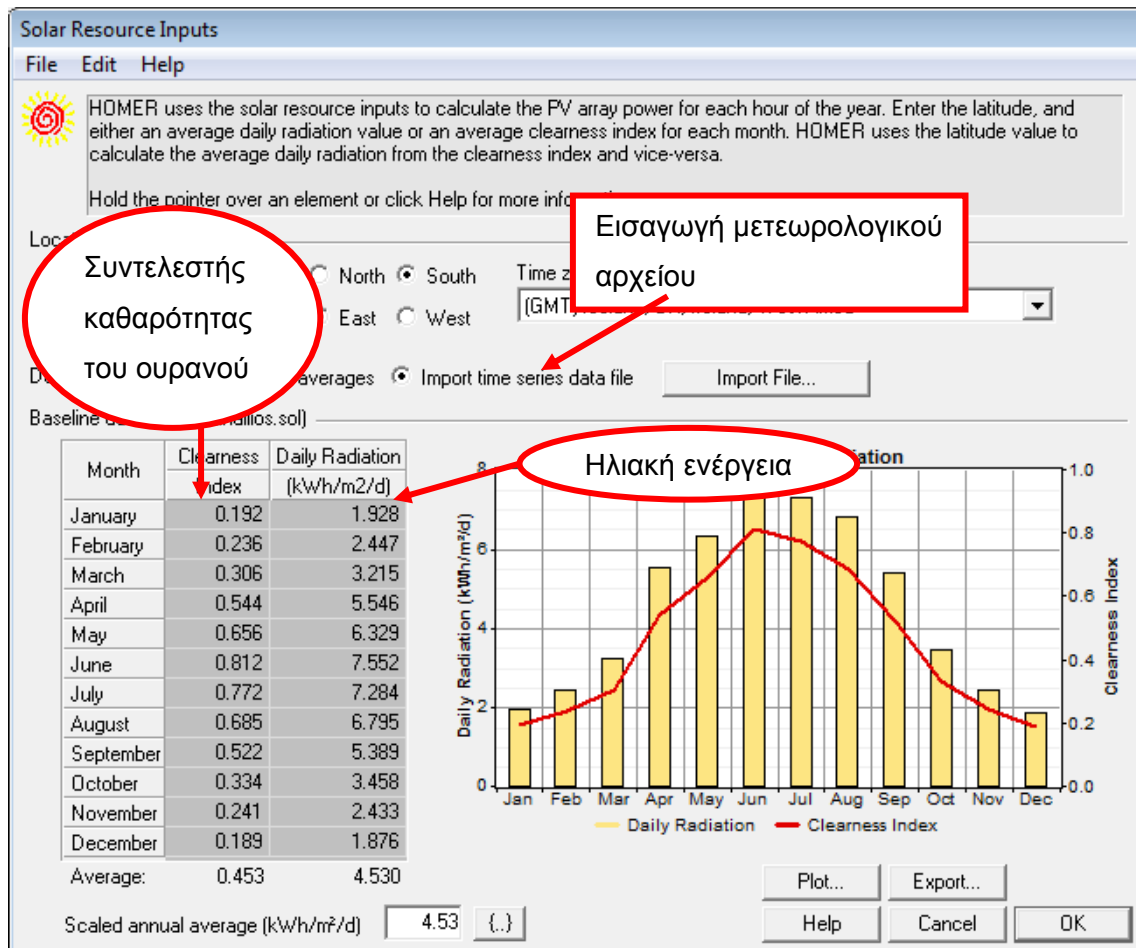 Solar Resource Inputs
File Edit Help
HOMER uses the solar resource inputs to calculate the PV array power for each hour of the year. Enter the latitude, and
either an average daily radiation value or an average clearness index for each month. HOMER uses the latitude value to
calculate the average daily radiation from the clearness index and vice-versa.
Hold the pointer over an element or click Help for more
Εισαγωγή μετεωρολογικού
αρχείου
Συντελεστής
καθαρότητας
του ουρανού
North South Time
East West (GMT)
averages Import time series data file Import File...
Baseline
Ηλιακή ενέργεια
Month Clearness Index Daily Radiation (kWh/m2/d)
January 0.192 1.928
February 0.236 2.447
March 0.306 3.215
April 0.544 5.546
May 0.656 6.329
June 0.812 7.552
July 0.772 7.284
August 0.685 6.795
September 0.522 5.389
October 0.334 3.458
November 0.241 2.433
December 0.189 1.876
Average: 0.453 4.530
Scaled annual average (kWh/m²/d) 4.53 {..}
Daily Radiation (kWh/m²/d)
8
6
4
2
0
1.0
0.8
0.6
0.4
0.2
0.0
Clearness Index
Jan Feb Mar Apr May Jun Jul Aug Sep Oct Nov Dec
Daily Radiation Clearness Index
Plot... Export...
Help Cancel OK